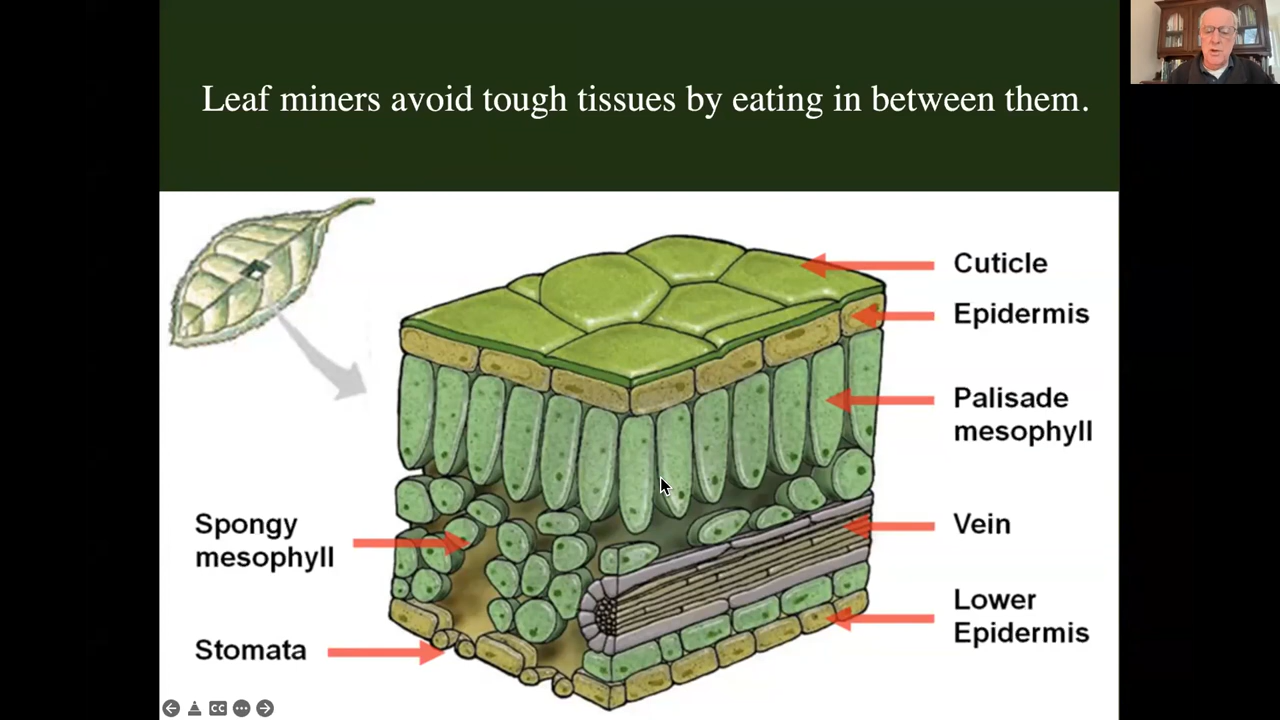 Leaf miners avoid tough tissues by eating in between them.
Cuticle
Epidermis
Palisade
mesophyll
Spongy
mesophyll
Vein
Lower
Epidermis
Stomata
CC